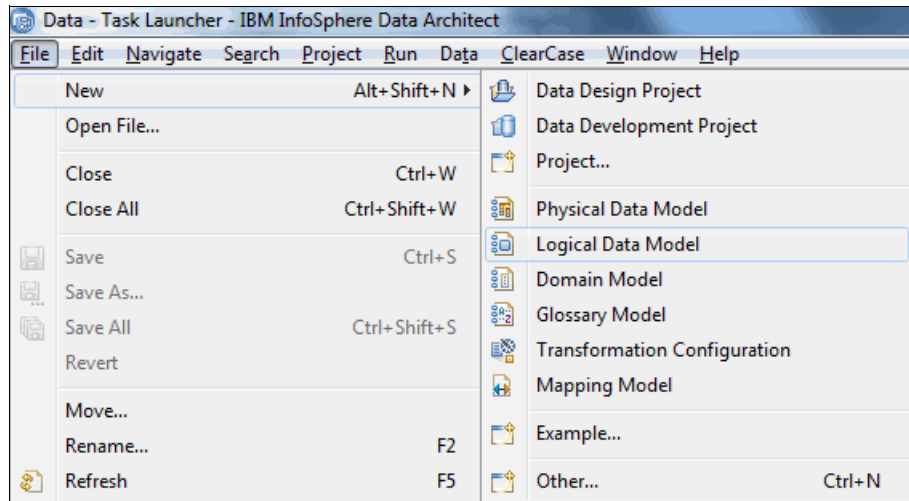 Data - Task Launcher - IBM InfoSphere Data Architect
File Edit Navigate Search Project Run Data ClearCase Window Help
New Alt+Shift+N
Open File...
Close Ctrl+W
Close All Ctrl+Shift+W
Save Ctrl+S
Save As...
Save All Ctrl+Shift+S
Revert
Move...
Rename... F2
Refresh F5
Data Design Project
Data Development Project
Project...
Physical Data Model
Logical Data Model
Domain Model
Glossary Model
Transformation Configuration
Mapping Model
Example...
Other... Ctrl+N